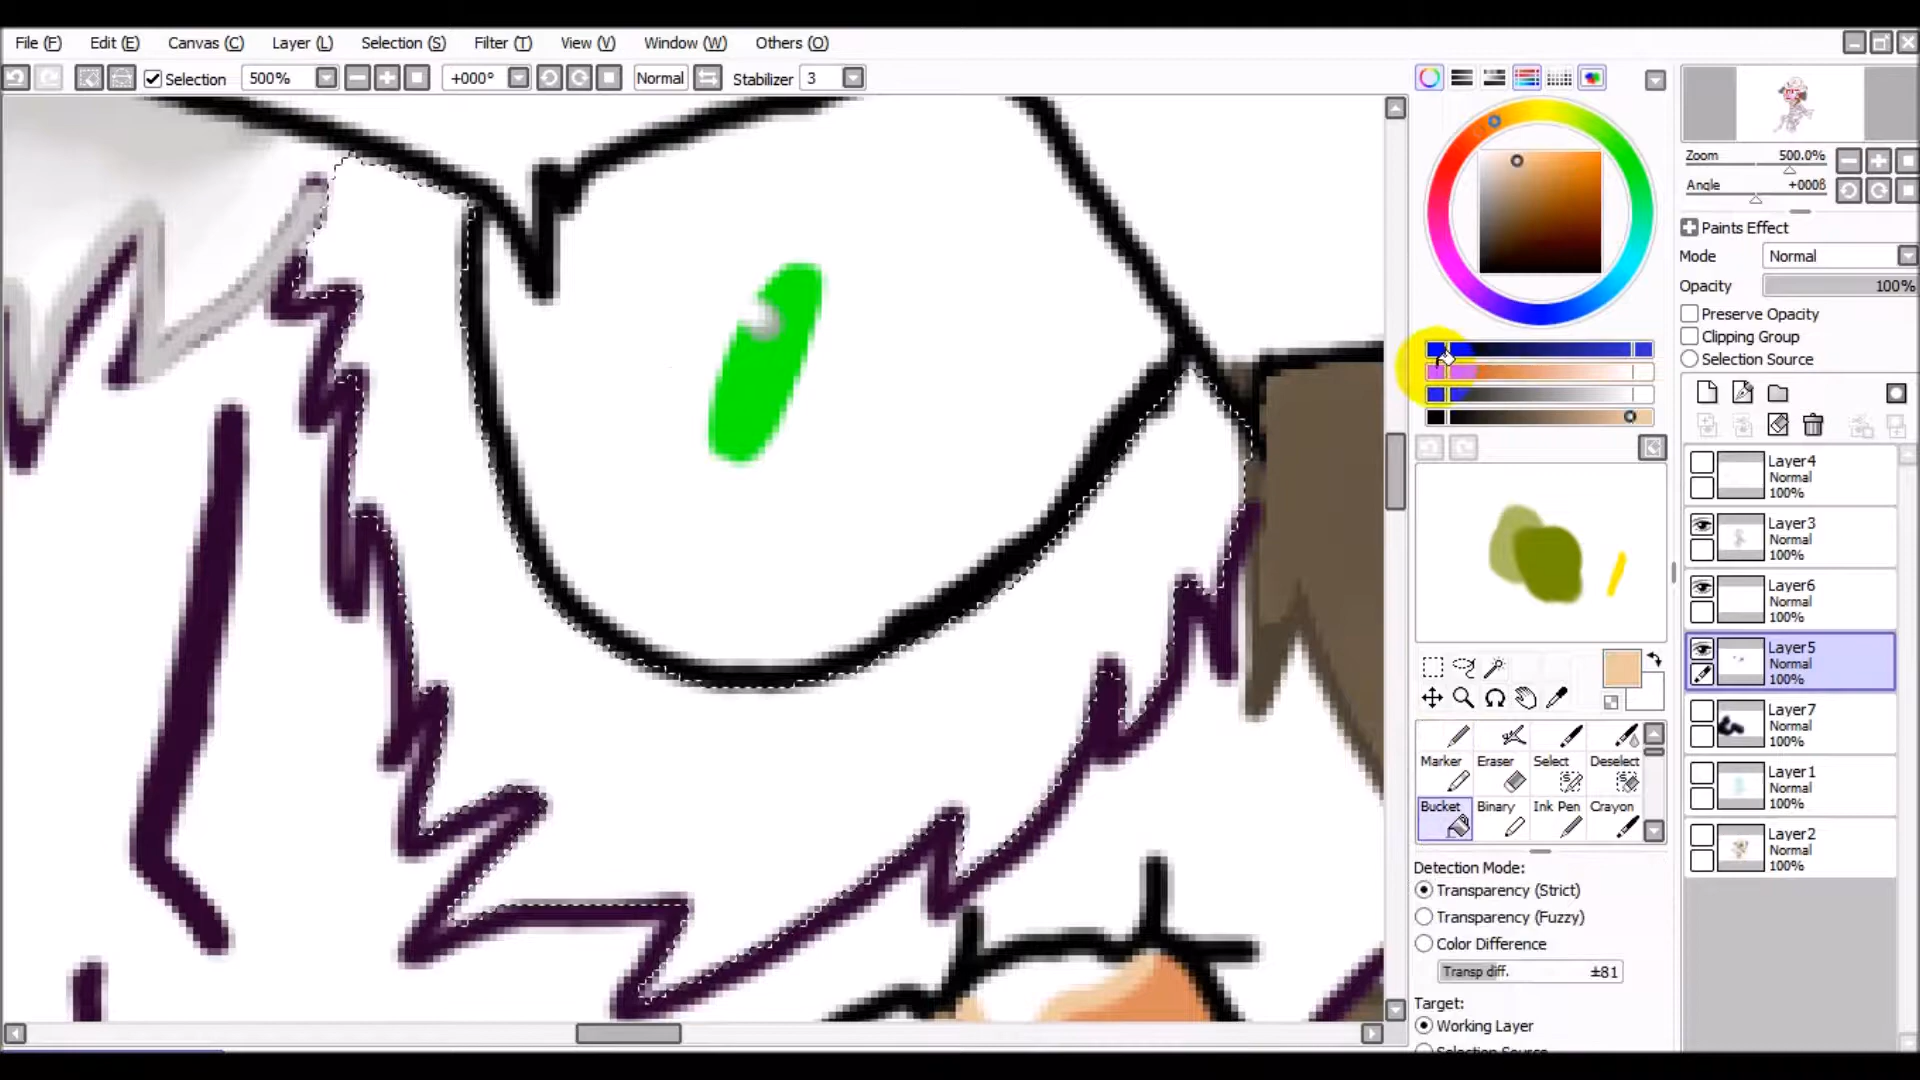 File (F) Edit (E) Canvas (C) Layer (L) Selection (S) Filter (T) View (V) Window (W) Others (O)
Selection 500% +000° Normal Stabilizer 3
Zoom 500.0%
Angle +0008
Paints Effect
Mode Normal
Opacity 100%
Preserve Opacity
Clipping Group
Selection Source
Layer4
Normal
100%
Layer3
Normal
100%
Layer6
Normal
100%
Layer5
Normal
100%
Layer7
Normal
100%
Layer1
Normal
100%
Layer2
Normal
100%
Marker Eraser Select Deselect
Bucket Binary Ink Pen Crayon
Detection Mode:
Transparency (Strict)
Transparency (Fuzzy)
Color Difference
Transp diff. ±81
Target:
Working Layer
Selection Source